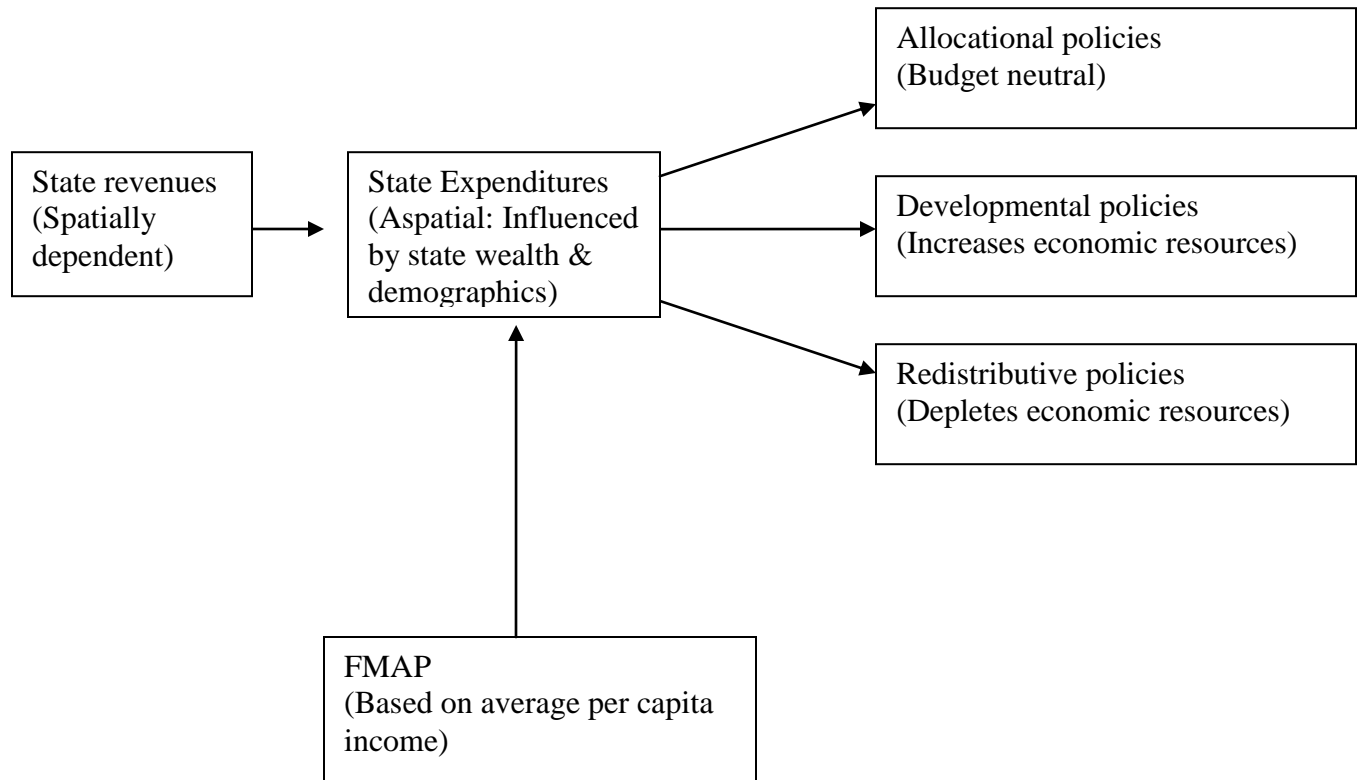 Allocational policies
(Budget neutral)
State revenues
(Spatially
dependent)
State Expenditures
(Aspatial: Influenced
by state wealth &
demographics)
Developmental policies
(Increases economic resources)
Redistributive policies
(Depletes economic resources)
FMAP
(Based on average per capita
income)